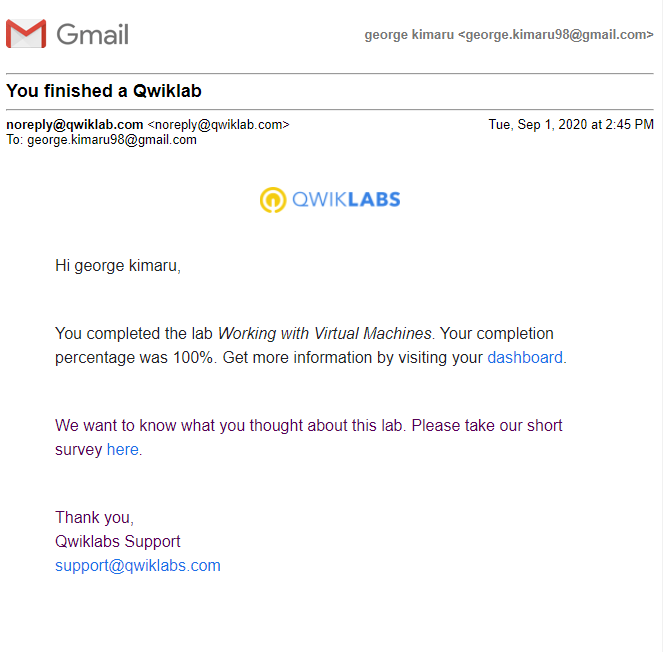 Gmail
george kimaru <george.kimaru98@gmail.com>
You finished a Qwiklab
noreply@qwiklab.com <noreply@qwiklab.com>
Tue, Sep 1, 2020 at 2:45 PM
To: george.kimaru98@gmail.com
QWIKLABS
Hi george kimaru,
You completed the lab Working with Virtual Machines. Your completion
percentage was 100%. Get more information by visiting your dashboard.
We want to know what you thought about this lab. Please take our short
survey here.
Thank you,
Qwiklabs Support
support@qwiklabs.com